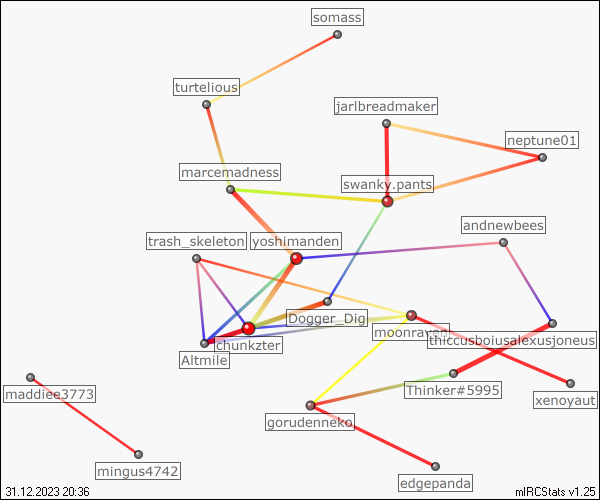 somass
turtelious
jarlbreadmaker
neptune01
marcemadness
swanky.pants
andnewbees
trash_skeleton
yoshimanden
Dogger_Dig
moonraven
thiccusboiusalexusjoneus
chunkzter
Altmile
maddiee3773
Thinker#5995
xenoyaut
gorudenneko
mingus4742
edgepanda
31.12.2023 20:36
mIRCStats v1.25